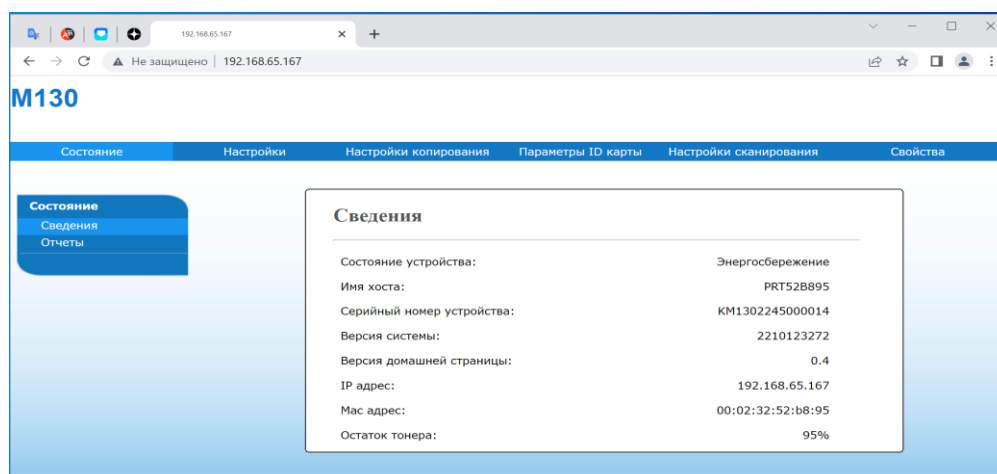 192.168.65.167
Не защищено 192.168.65.167
M130
Состояние Настройки Настройки копирования Параметры ID карты Настройки сканирования Свойства
Состояние
Сведения
Отчеты
Сведения
Состояние устройства: Энергосбережение
Имя хоста: PRT52B895
Серийный номер устройства: KM1302245000014
Версия системы: 2210123272
Версия домашней страницы: 0.4
IP адрес: 192.168.65.167
Мас адрес: 00:02:32:52:b8:95
Остаток тонера: 95%